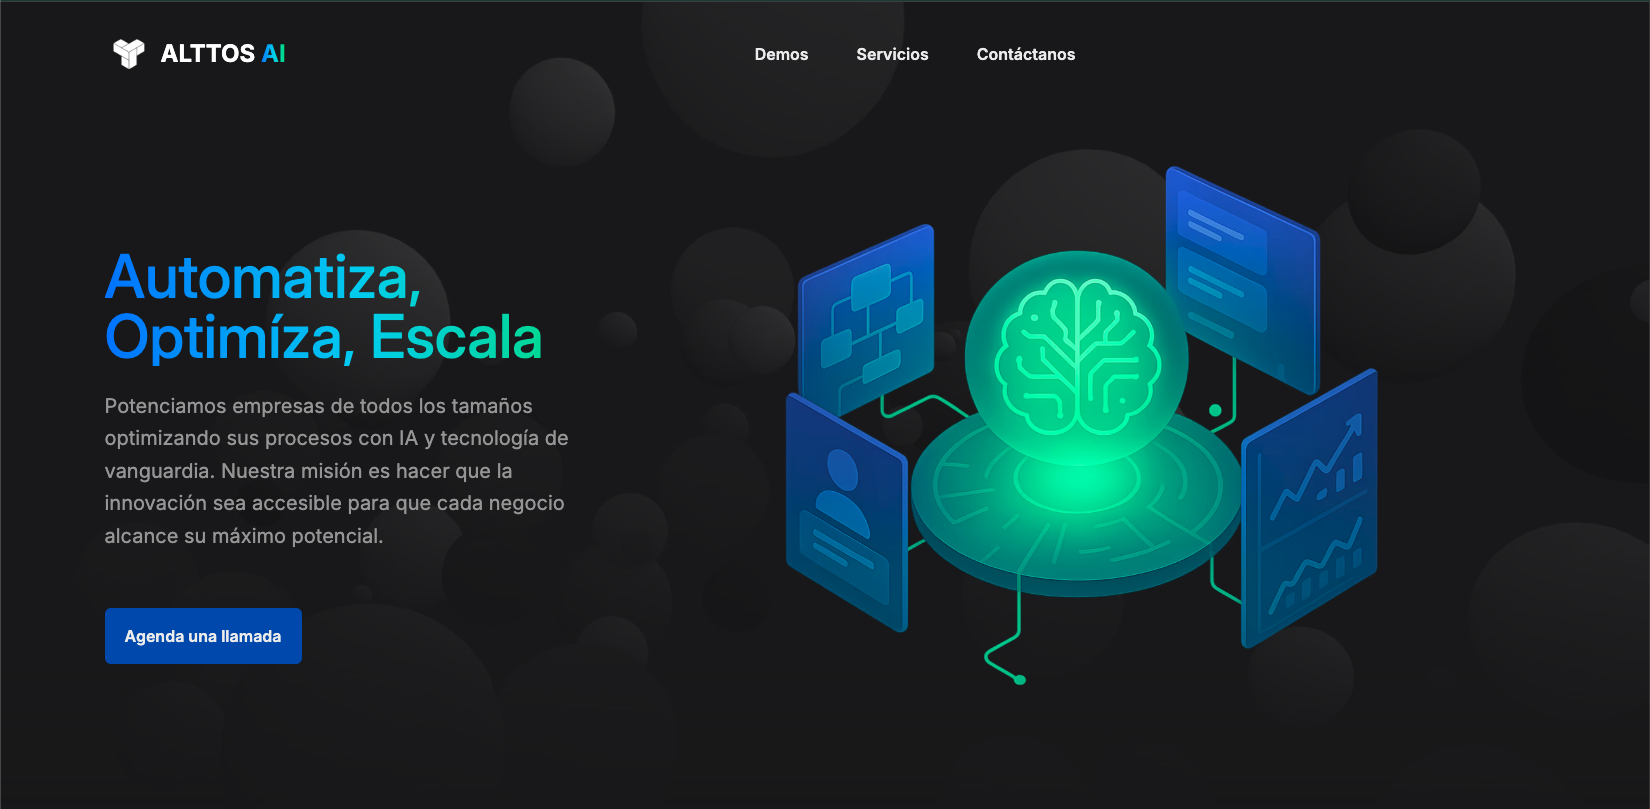 ALTTOS AI
Demos
Servicios
Contáctanos
Automatiza,
Optimíza, Escala
Potenciamos empresas de todos los tamaños
optimizando sus procesos con IA y tecnología de
vanguardia. Nuestra misión es hacer que la
innovación sea accesible para que cada negocio
alcance su máximo potencial.
Agenda una llamada